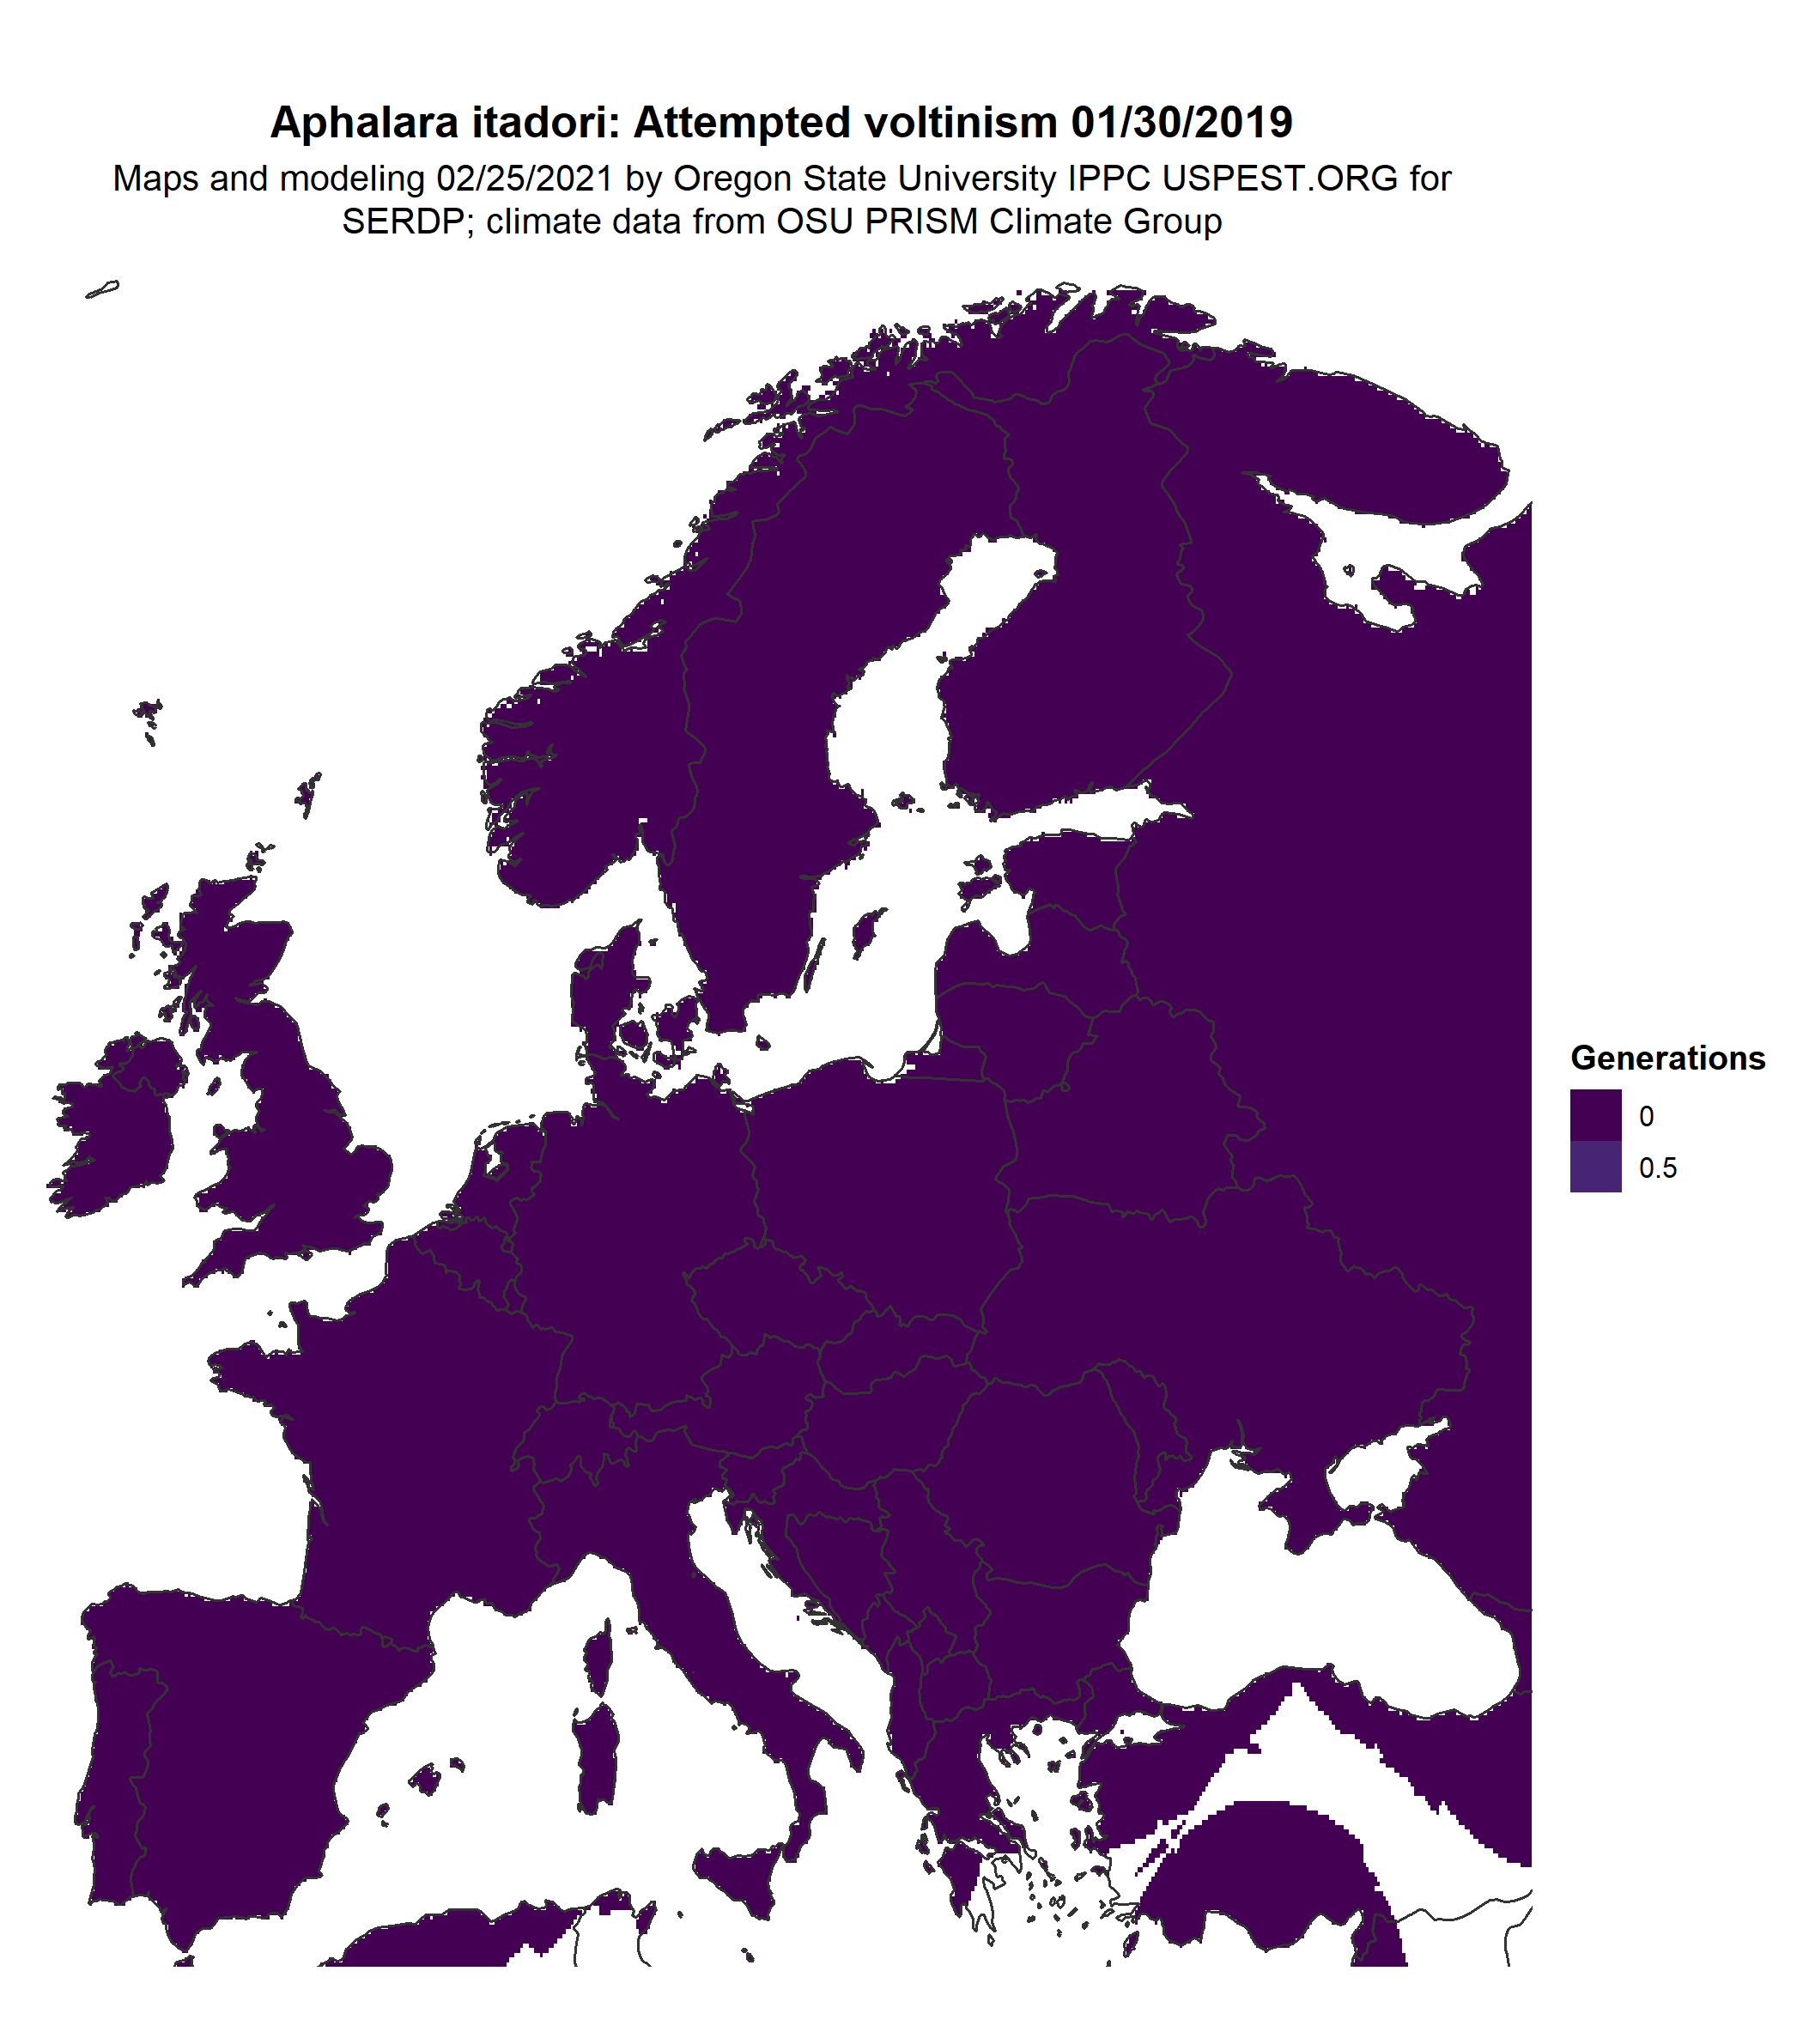 Aphalara itadori: Attempted voltinism 01/30/2019
Maps and modeling 02/25/2021 by Oregon State University IPPC USPEST.ORG for
SERDP; climate data from OSU PRISM Climate Group
Generations
0
0.5